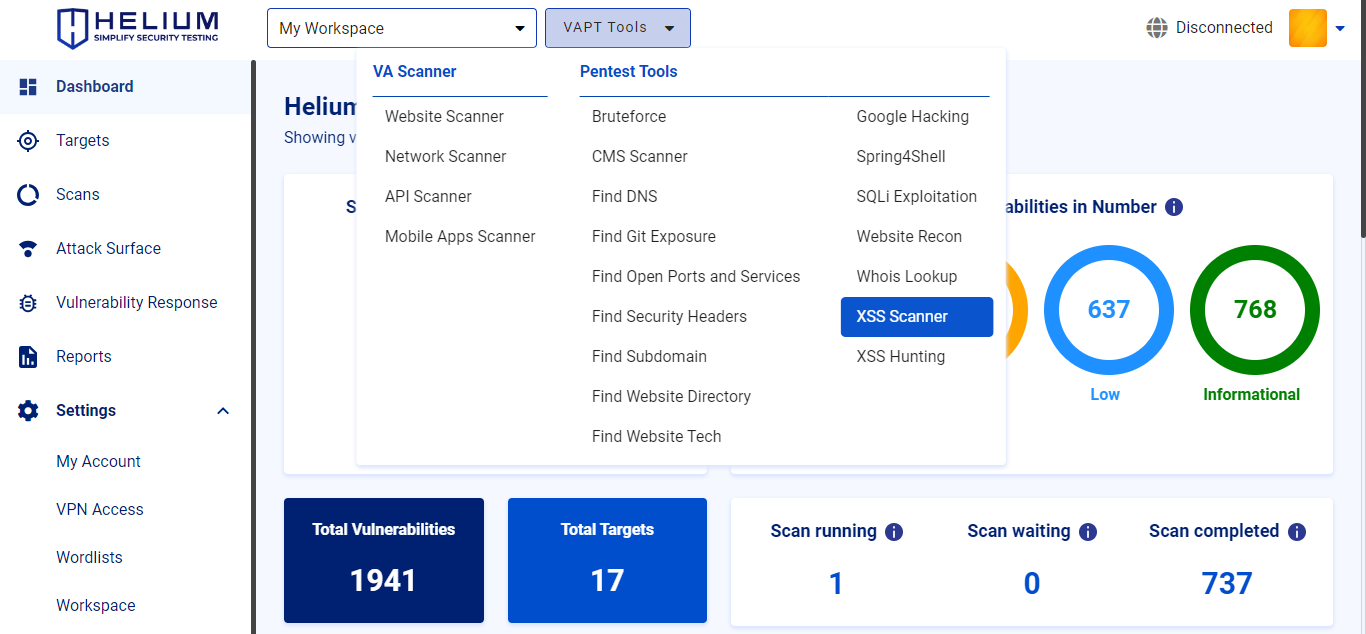 HELIUM
SIMPLIFY SECURITY TESTING
My Workspace
VAPT Tools
Disconnected
Dashboard
Targets
Scans
Attack Surface
Vulnerability Response
Reports
Settings
My Account
VPN Access
Wordlists
Workspace
Helium
Showing v
VA Scanner
Website Scanner
Network Scanner
API Scanner
Mobile Apps Scanner
Pentest Tools
Bruteforce
CMS Scanner
Find DNS
Find Git Exposure
Find Open Ports and Services
Find Security Headers
Find Subdomain
Find Website Directory
Find Website Tech
Google Hacking
Spring4Shell
SQLi Exploitation
Website Recon
Whois Lookup
XSS Scanner
XSS Hunting
S
abilities in Number
637
Low
768
Informational
Total Vulnerabilities
1941
Total Targets
17
Scan running
1
Scan waiting
0
Scan completed
737